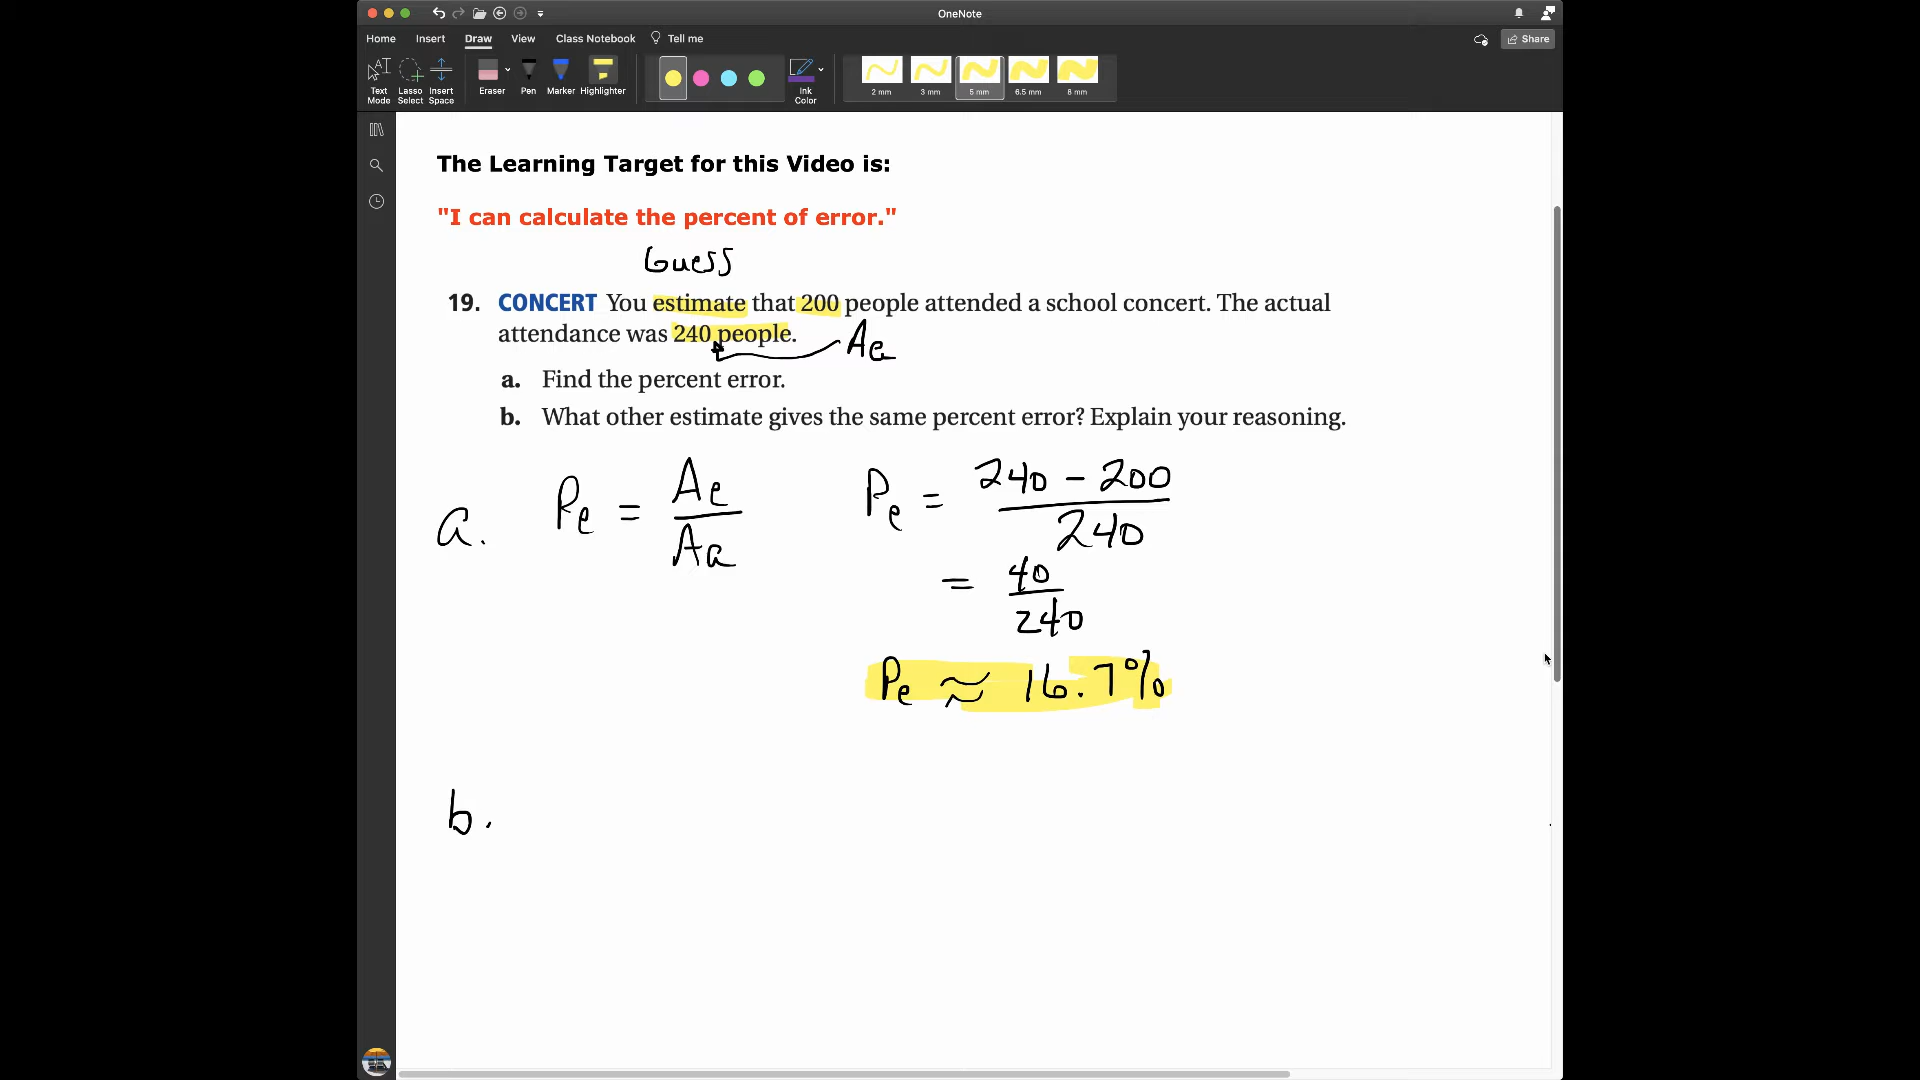 OneNote
Home Insert Draw View Class Notebook Tell me
Share
Text Mode
Lasso Select
Insert Space
Eraser
Pen
Marker
Highlighter
Ink Color
2 mm
3 mm
5 mm
6.5 mm
8 mm
The Learning Target for this Video is:
"I can calculate the percent of error."
Guess
19. CONCERT You estimate that 200 people attended a school concert. The actual
attendance was 240 people.
Aa
a. Find the percent error.
b. What other estimate gives the same percent error? Explain your reasoning.
a. Pe = Ae / Aa
Pe = 240 - 200 / 240
= 40 / 240
Pe ≈ 16.7%
b.